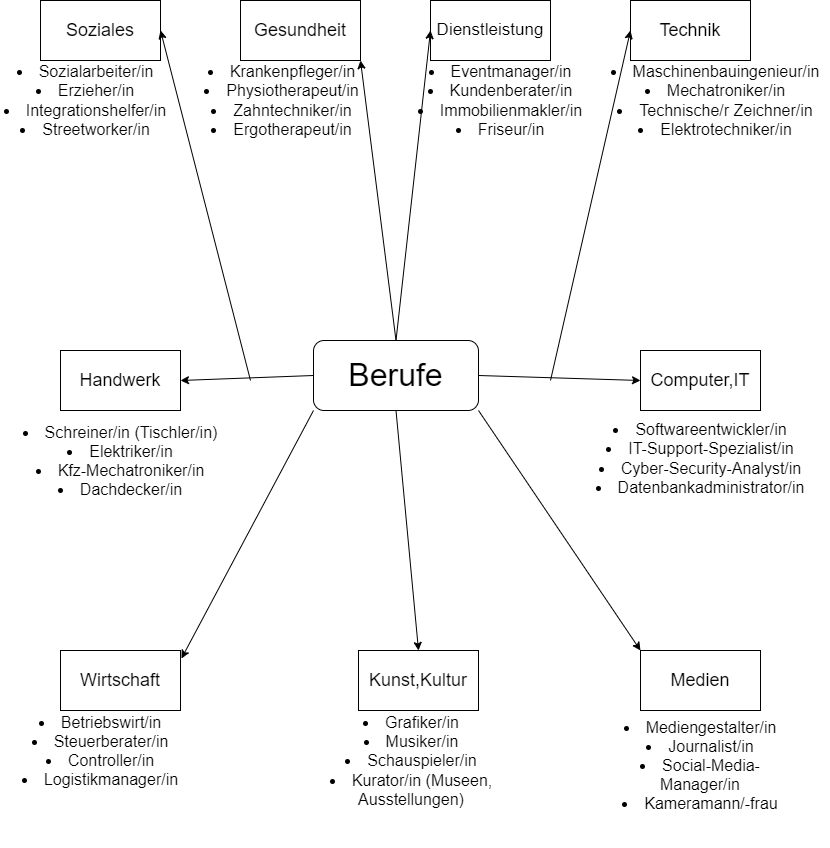 Soziales
• Sozialarbeiter/in
• Erzieher/in
• Integrationshelfer/in
• Streetworker/in
Gesundheit
• Krankenpfleger/in
• Physiotherapeut/in
• Zahntechniker/in
• Ergotherapeut/in
Dienstleistung
• Eventmanager/in
• Kundenberater/in
• Immobilienmakler/in
• Friseur/in
Technik
• Maschinenbauingenieur/in
• Mechatroniker/in
• Technische/r Zeichner/in
• Elektrotechniker/in
Handwerk
• Schreiner/in (Tischler/in)
• Elektriker/in
• Kfz-Mechatroniker/in
• Dachdecker/in
Berufe
Computer,IT
• Softwareentwickler/in
• IT-Support-Spezialist/in
• Cyber-Security-Analyst/in
• Datenbankadministrator/in
Wirtschaft
• Betriebswirt/in
• Steuerberater/in
• Controller/in
• Logistikmanager/in
Kunst,Kultur
• Grafiker/in
• Musiker/in
• Schauspieler/in
• Kurator/in (Museen,
Ausstellungen)
Medien
• Mediengestalter/in
• Journalist/in
• Social-Media-
Manager/in
• Kameramann/-frau